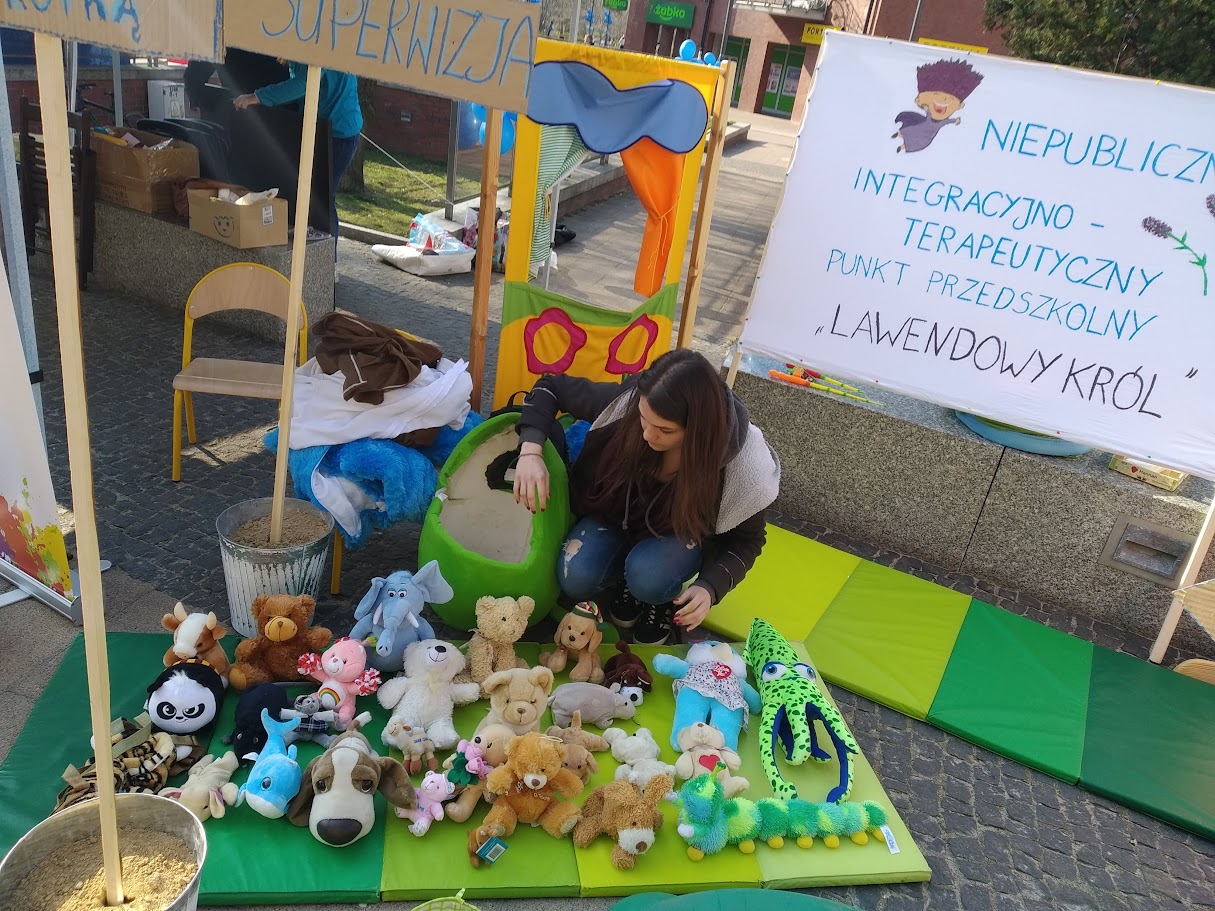 SUPERWIZJA
żabka
NIEPUBLICZN
INTEGRACYJNO -
TERAPEUTYCZNY
PUNKT PRZEDSZKOLNY
„LAWENDOWY KRÓL"